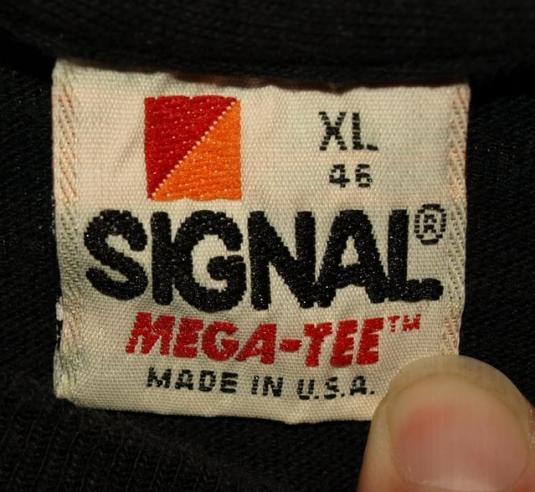 XL
46
SIGNAL®
MEGA-TEE™
MADE IN U.S.A.